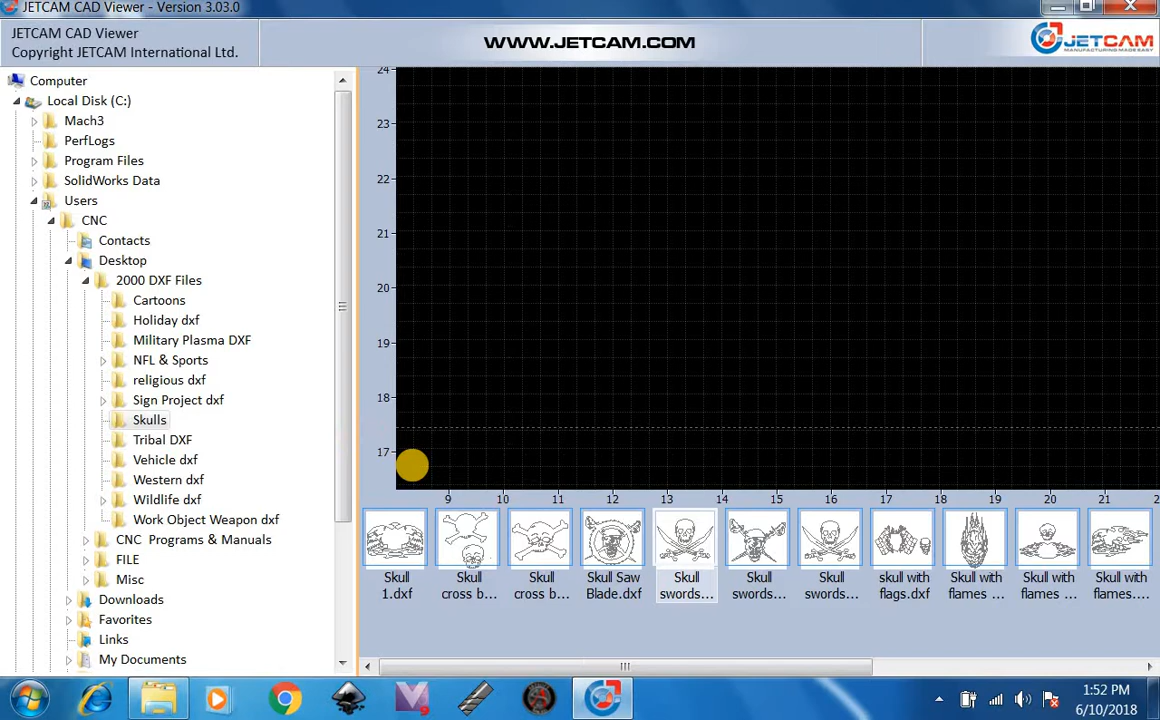 JETCAM CAD Viewer - Version 3.03.0
JETCAM CAD Viewer
Copyright JETCAM International Ltd.
WWW.JETCAM.COM
JETCAM
MANUFACTURING MADE EASY
Computer
Local Disk (C:)
Mach3
PerfLogs
Program Files
SolidWorks Data
Users
CNC
Contacts
Desktop
2000 DXF Files
Cartoons
Holiday dxf
Military Plasma DXF
NFL & Sports
religious dxf
Sign Project dxf
Skulls
Tribal DXF
Vehicle dxf
Western dxf
Wildlife dxf
Work Object Weapon dxf
CNC Programs & Manuals
FILE
Misc
Downloads
Favorites
Links
My Documents
24
23
22
21
20
19
18
17
9 10 11 12 13 14 15 16 17 18 19 20 21 2
Skull 1.dxf
Skull cross b...
Skull cross b...
Skull Saw Blade.dxf
Skull swords...
Skull swords...
Skull swords...
skull with flags.dxf
Skull with flames ...
Skull with flames ...
Skull with flames....
9
1:52 PM
6/10/2018